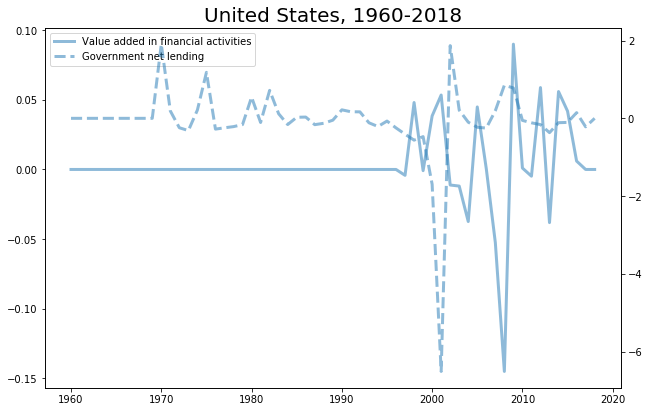 United States, 1960-2018
Value added in financial activities
Government net lending
0.10
0.05
0.00
−0.05
−0.10
−0.15
2
0
−2
−4
−6
1960 1970 1980 1990 2000 2010 2020